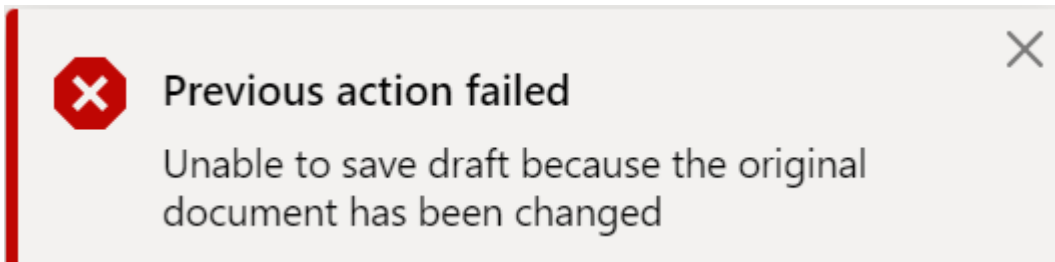 Previous action failed
Unable to save draft because the original
document has been changed